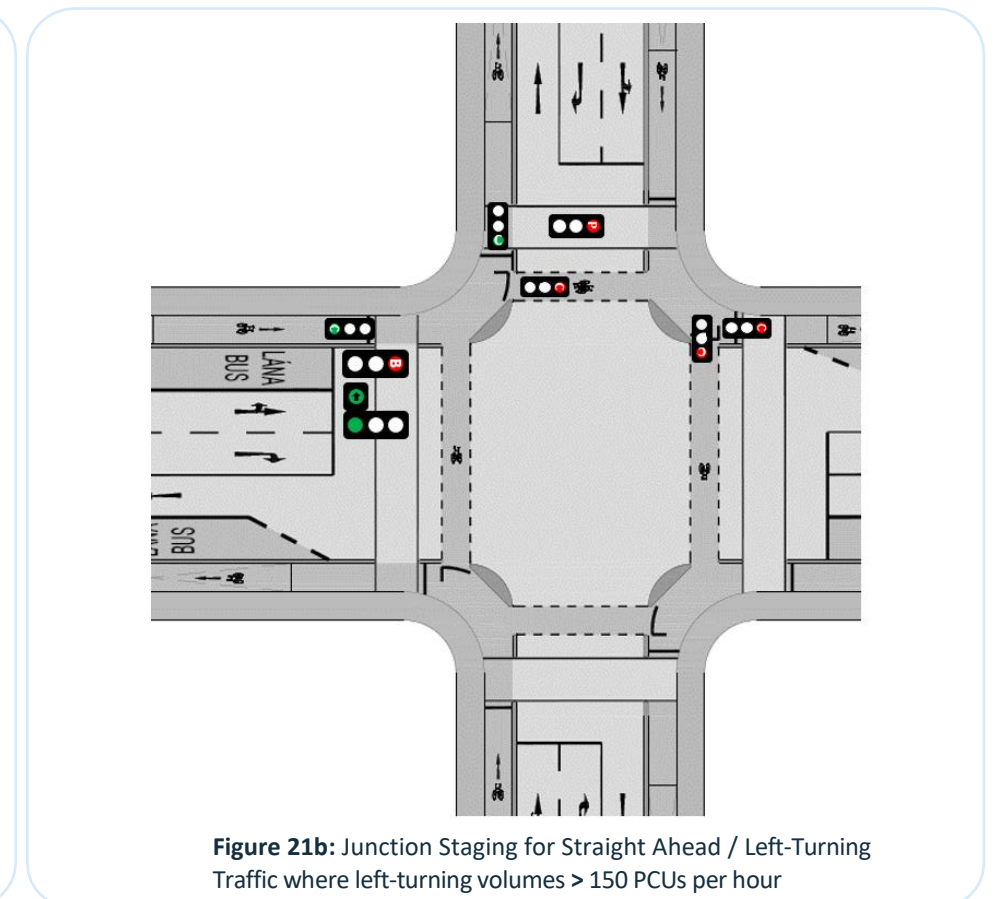 P
C
C
C
C
C
LÁNA
BUS
B
LÁNA
BUS
Figure 21b: Junction Staging for Straight Ahead / Left-Turning
Traffic where left-turning volumes > 150 PCUs per hour